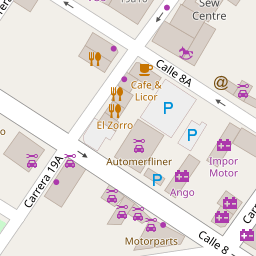 Sew
Centre
Calle 8A
Cafe &
Licor
P
@
El Zorro
P
Automerfliner
Impor
Motor
P
Ango
Carrera 19A
Motorparts
Calle 8